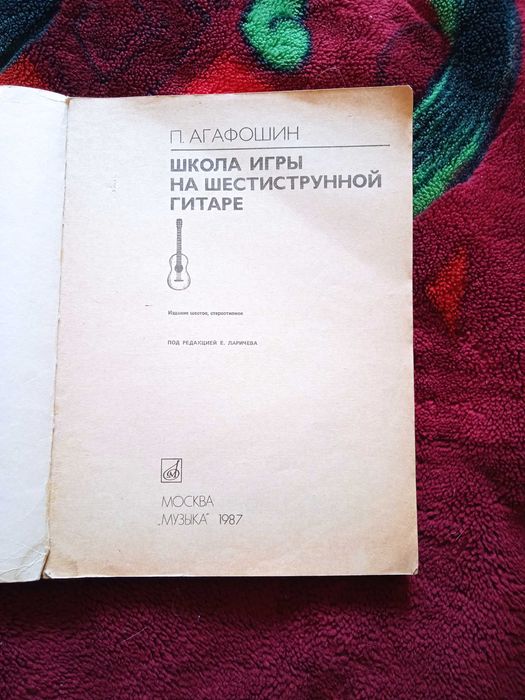 П. АГАФОШИН
ШКОЛА ИГРЫ
НА ШЕСТИСТРУННОЙ
ГИТАРЕ
Издание шестое, стереотипное
ПОД РЕДАКЦИЕЙ Е. ЛАРИЧЕВА
МОСКВА
„МУЗЫКА“ 1987